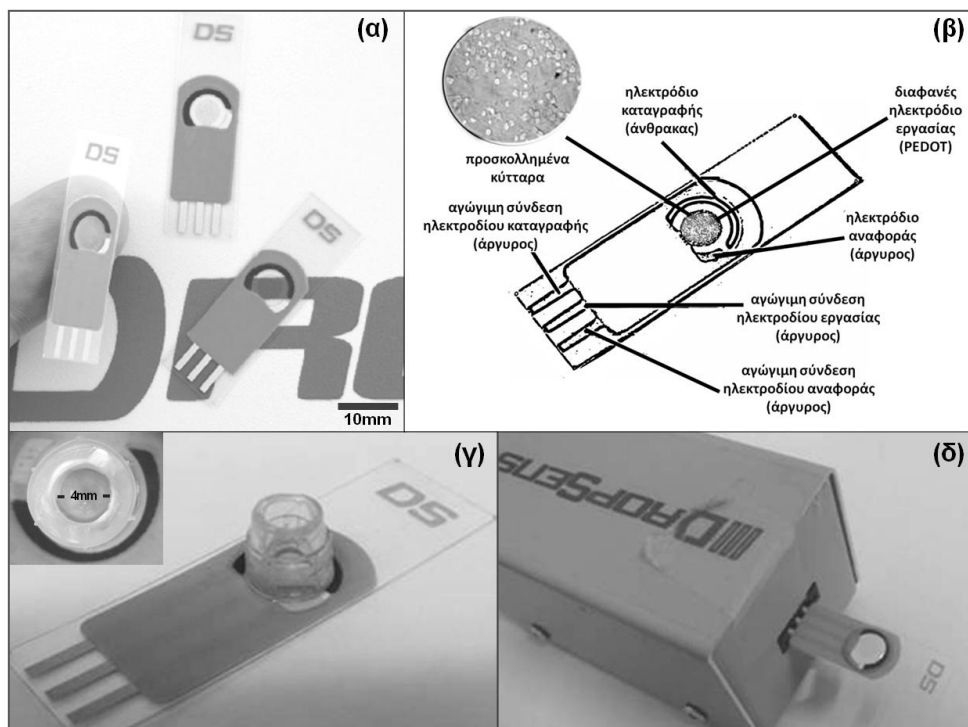 (α)
DS
DS
DS
DR
10mm
(β)
ηλεκτρόδιο
καταγραφής
(άνθρακας)
διαφανές
ηλεκτρόδιο
εργασίας
(PEDOT)
προσκολλημένα
κύτταρα
αγώγιμη σύνδεση
ηλεκτροδίου καταγραφής
(άργυρος)
ηλεκτρόδιο
αναφοράς
(άργυρος)
αγώγιμη σύνδεση
ηλεκτροδίου εργασίας
(άργυρος)
αγώγιμη σύνδεση
ηλεκτροδίου αναφοράς
(άργυρος)
(γ)
4mm
DS
(δ)
DROPSENS
DS